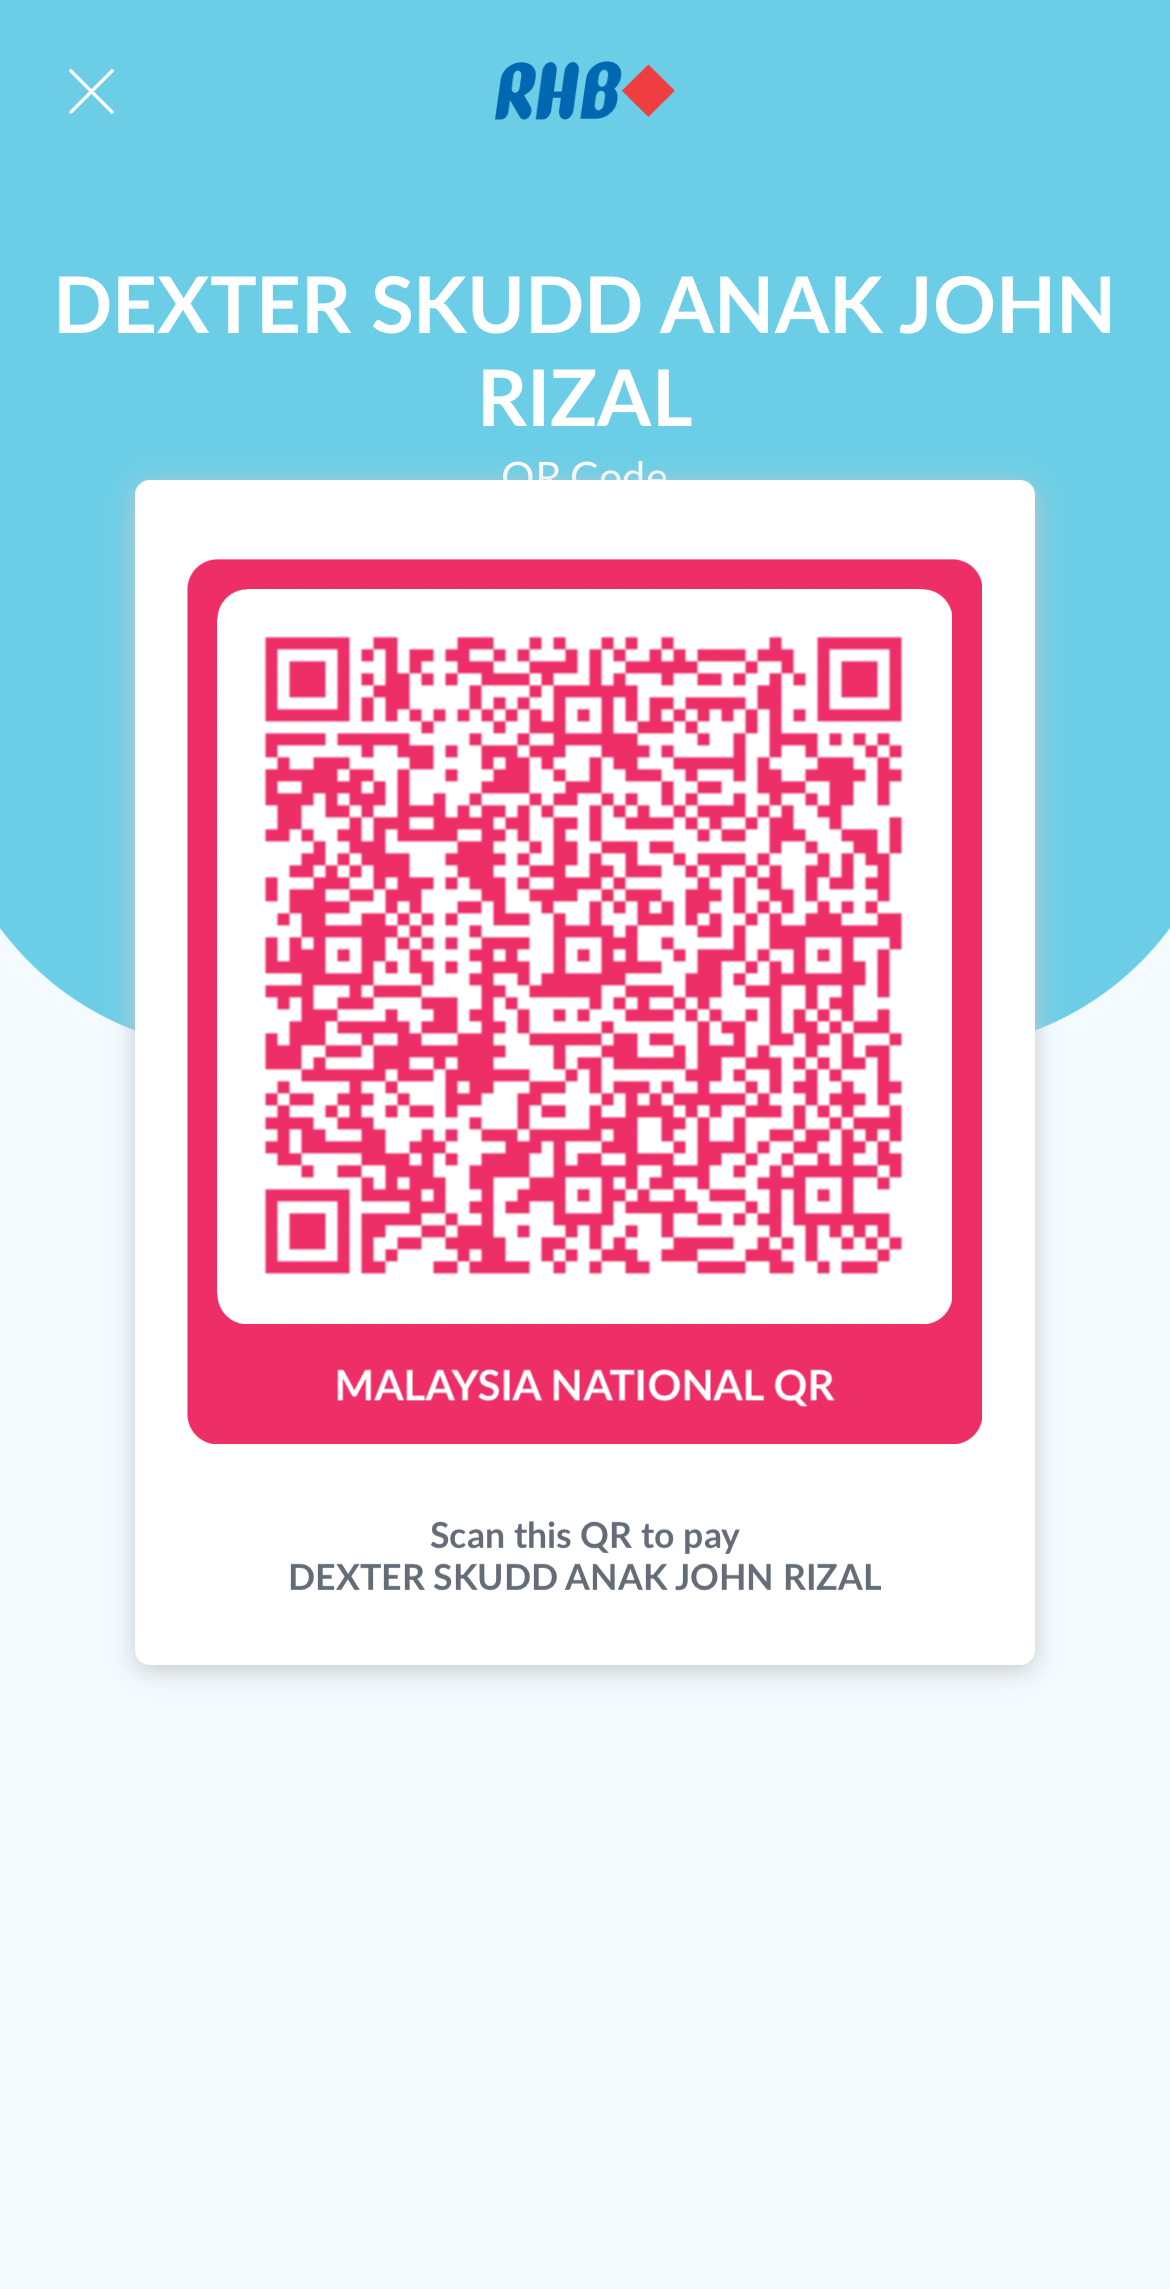 RHB
DEXTER SKUDD ANAK JOHN
RIZAL
QR Code
MALAYSIA NATIONAL QR
Scan this QR to pay
DEXTER SKUDD ANAK JOHN RIZAL